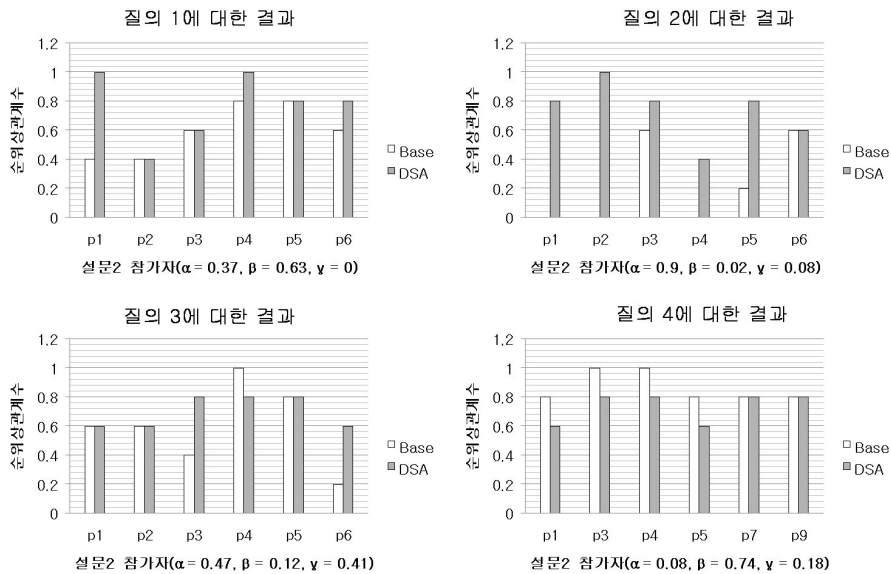 질의 1에 대한 결과
1.2
1
0.8
0.6
0.4
0.2
0
순위상관계수
p1 p2 p3 p4 p5 p6
Base
DSA
설문2 참가자(α = 0.37, β = 0.63, γ = 0)
질의 2에 대한 결과
1.2
1
0.8
0.6
0.4
0.2
0
순위상관계수
p1 p2 p3 p4 p5 p6
Base
DSA
설문2 참가자(α = 0.9, β = 0.02, γ = 0.08)
질의 3에 대한 결과
1.2
1
0.8
0.6
0.4
0.2
0
순위상관계수
p1 p2 p3 p4 p5 p6
Base
DSA
설문2 참가자(α = 0.47, β = 0.12, γ = 0.41)
질의 4에 대한 결과
1.2
1
0.8
0.6
0.4
0.2
0
순위상관계수
p1 p3 p4 p5 p7 p9
Base
DSA
설문2 참가자(α = 0.08, β = 0.74, γ = 0.18)